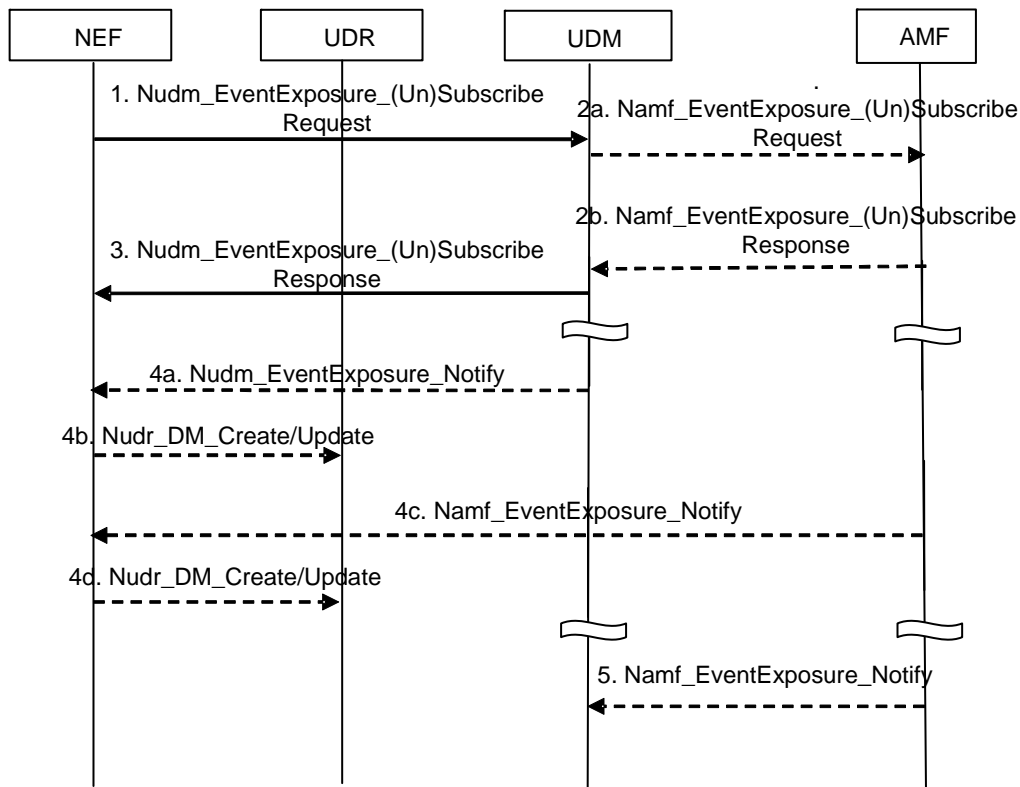 NEF
UDR
UDM
AMF
1. Nudm_EventExposure_(Un)Subscribe
Request
.
2a. Namf_EventExposure_(Un)Subscribe
Request
2b. Namf_EventExposure_(Un)Subscribe
Response
3. Nudm_EventExposure_(Un)Subscribe
Response
4a. Nudm_EventExposure_Notify
4b. Nudr_DM_Create/Update
4c. Namf_EventExposure_Notify
4d. Nudr_DM_Create/Update
5. Namf_EventExposure_Notify